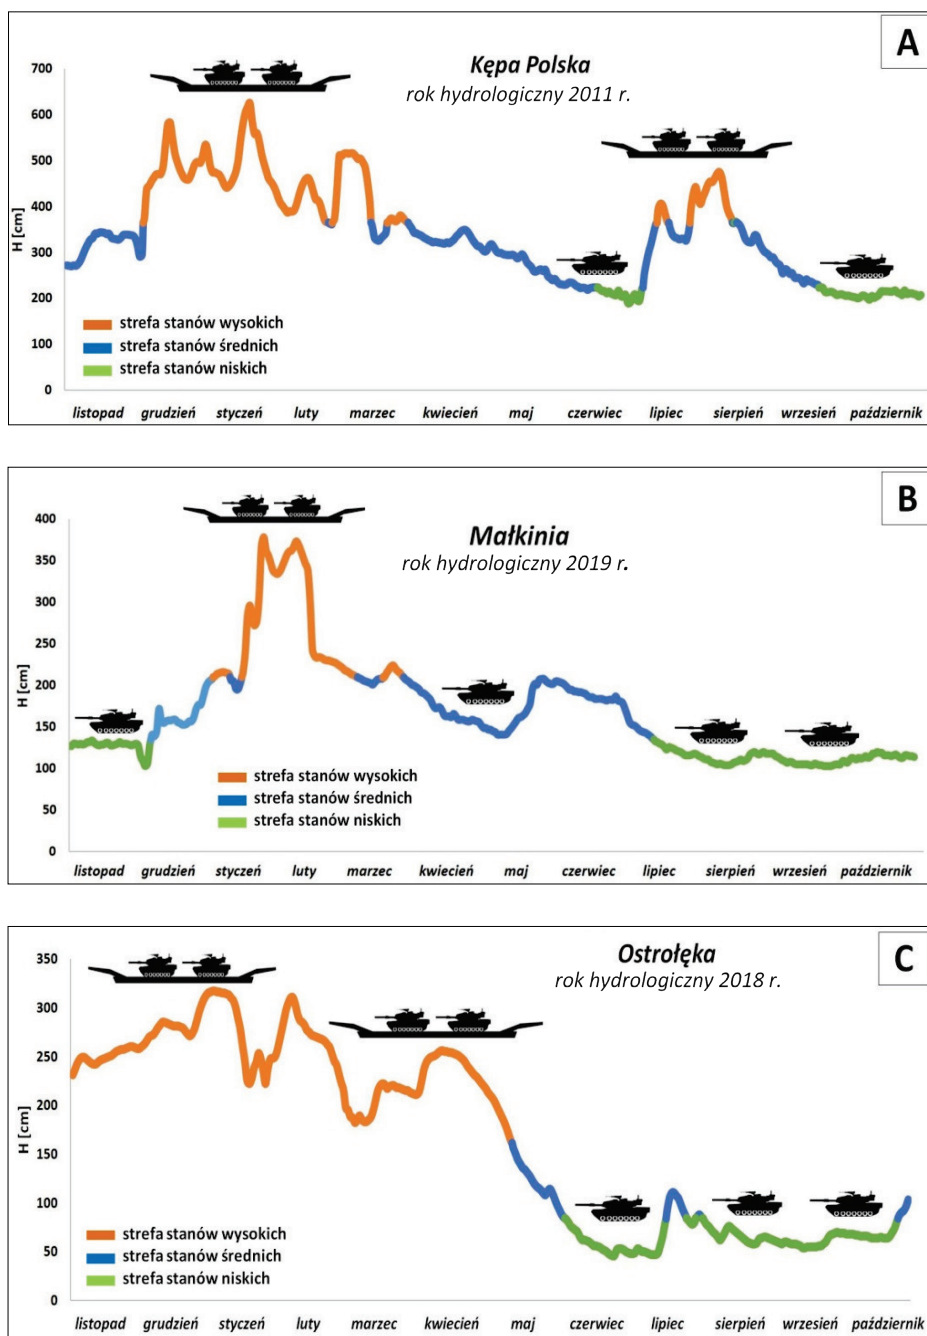 A
Kępa Polska
rok hydrologiczny 2011 r.
700
600
500
400
300
200
100
0
H [cm]
strefa stanów wysokich
strefa stanów średnich
strefa stanów niskich
listopad grudzień styczeń luty marzec kwiecień maj czerwiec lipiec sierpień wrzesień październik
B
Małkinia
rok hydrologiczny 2019 r.
400
350
300
250
200
150
100
50
0
H [cm]
strefa stanów wysokich
strefa stanów średnich
strefa stanów niskich
listopad grudzień styczeń luty marzec kwiecień maj czerwiec lipiec sierpień wrzesień październik
C
Ostrołęka
rok hydrologiczny 2018 r.
350
300
250
200
150
100
50
0
H [cm]
strefa stanów wysokich
strefa stanów średnich
strefa stanów niskich
listopad grudzień styczeń luty marzec kwiecień maj czerwiec lipiec sierpień wrzesień październik